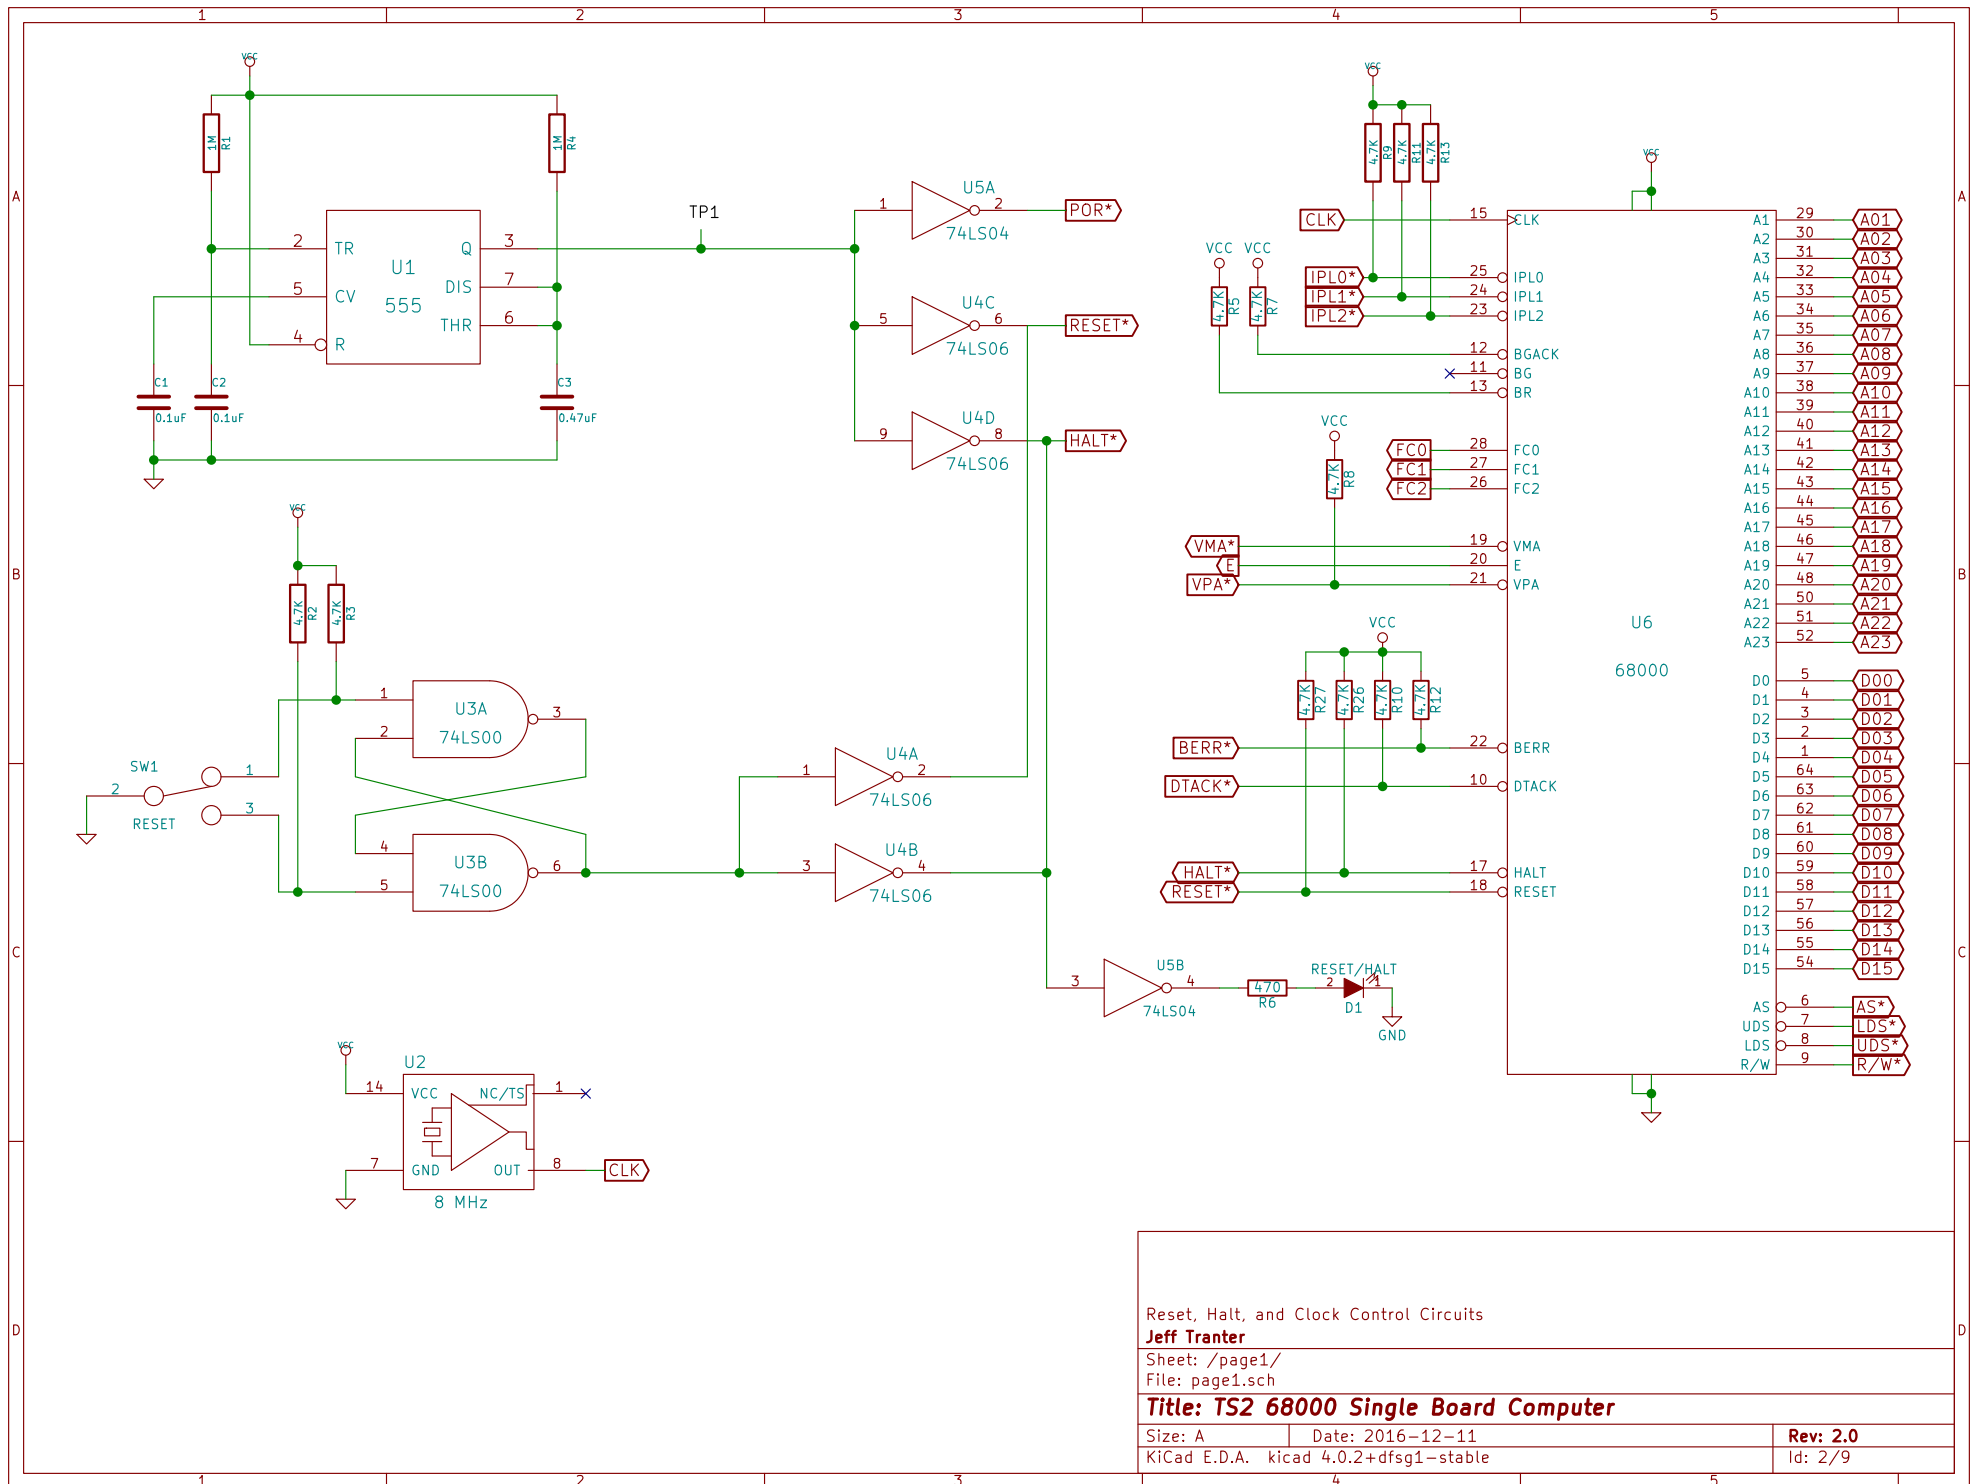 1 2 3 4 5
A
B
C
D
A
B
C
D
1 2 3 4 5
VCC
1M R1
1M R4
2 TR
5 CV
4 R
U1
555
Q 3
DIS 7
THR 6
C1
0.1uF
C2
0.1uF
C3
0.47uF
TP1
1 U5A 2
74LS04
POR*
5 U4C 6
74LS06
RESET*
9 U4D 8
74LS06
HALT*
VCC
4.7K R2
4.7K R3
SW1
2
1
3
RESET
1
2
U3A
74LS00
3
4
5
U3B
74LS00
6
1 U4A 2
74LS06
3 U4B 4
74LS06
3 U5B 4
74LS04
470
R6
RESET/HALT
2 1
D1
GND
VCC
U2
14 VCC
NC/TS 1
7 GND
OUT 8
CLK
8 MHz
VCC
4.7K R9
4.7K R11
4.7K R13
VCC
VCC VCC
4.7K R5
4.7K R7
CLK 15 CLK
IPL0* 25 IPL0
IPL1* 24 IPL1
IPL2* 23 IPL2
12 BGACK
11 BG
13 BR
VCC
4.7K R8
FC0 28 FC0
FC1 27 FC1
FC2 26 FC2
VMA* 19 VMA
E 20 E
VPA* 21 VPA
VCC
4.7K R27
4.7K R26
4.7K R10
4.7K R12
BERR* 22 BERR
DTACK* 10 DTACK
HALT* 17 HALT
RESET* 18 RESET
U6
68000
A1 29 A01
A2 30 A02
A3 31 A03
A4 32 A04
A5 33 A05
A6 34 A06
A7 35 A07
A8 36 A08
A9 37 A09
A10 38 A10
A11 39 A11
A12 40 A12
A13 41 A13
A14 42 A14
A15 43 A15
A16 44 A16
A17 45 A17
A18 46 A18
A19 47 A19
A20 48 A20
A21 50 A21
A22 51 A22
A23 52 A23
D0 5 D00
D1 4 D01
D2 3 D02
D3 2 D03
D4 1 D04
D5 64 D05
D6 63 D06
D7 62 D07
D8 61 D08
D9 60 D09
D10 59 D10
D11 58 D11
D12 57 D12
D13 56 D13
D14 55 D14
D15 54 D15
AS 6 AS*
UDS 7 LDS*
LDS 8 UDS*
R/W 9 R/W*
Reset, Halt, and Clock Control Circuits
Jeff Tranter
Sheet: /page1/
File: page1.sch
Title: TS2 68000 Single Board Computer
Size: A Date: 2016-12-11 Rev: 2.0
KiCad E.D.A. kicad 4.0.2+dfsg1-stable Id: 2/9